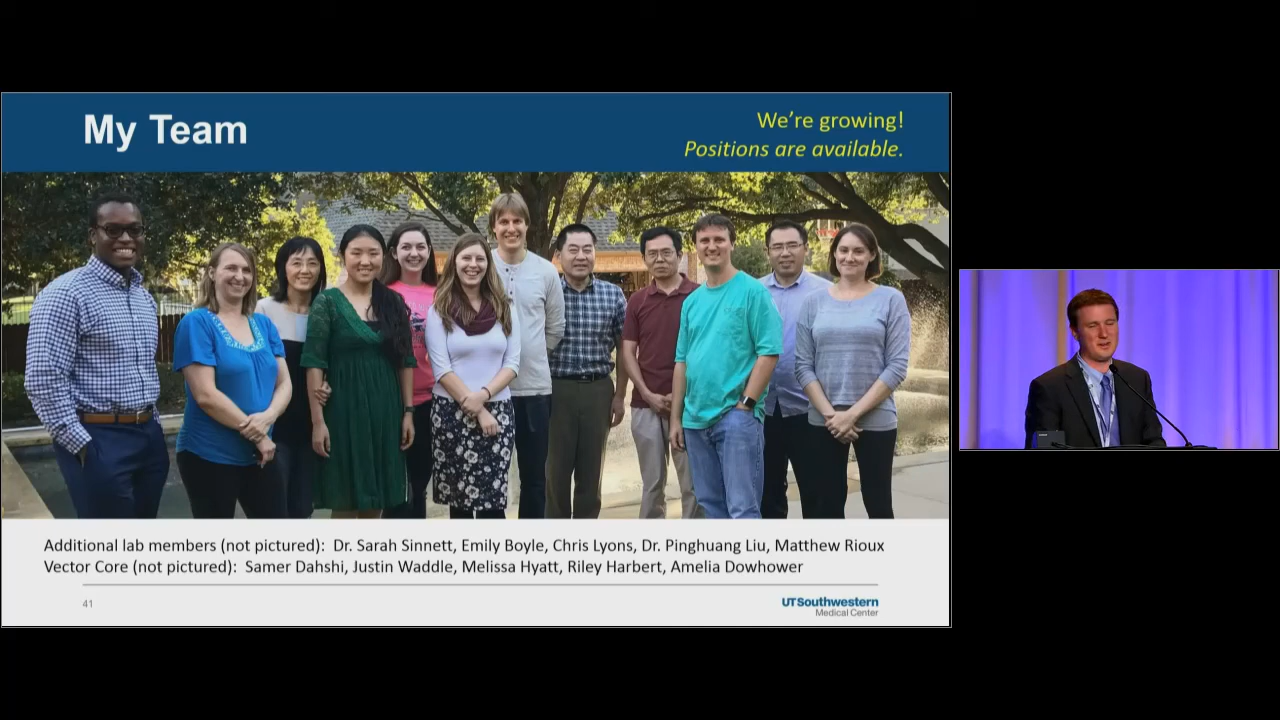 My Team
We’re growing!
Positions are available.
Additional lab members (not pictured): Dr. Sarah Sinnett, Emily Boyle, Chris Lyons, Dr. Pinghuang Liu, Matthew Rioux
Vector Core (not pictured): Samer Dahshi, Justin Waddle, Melissa Hyatt, Riley Harbert, Amelia Dowhower
41
UTSouthwestern
Medical Center